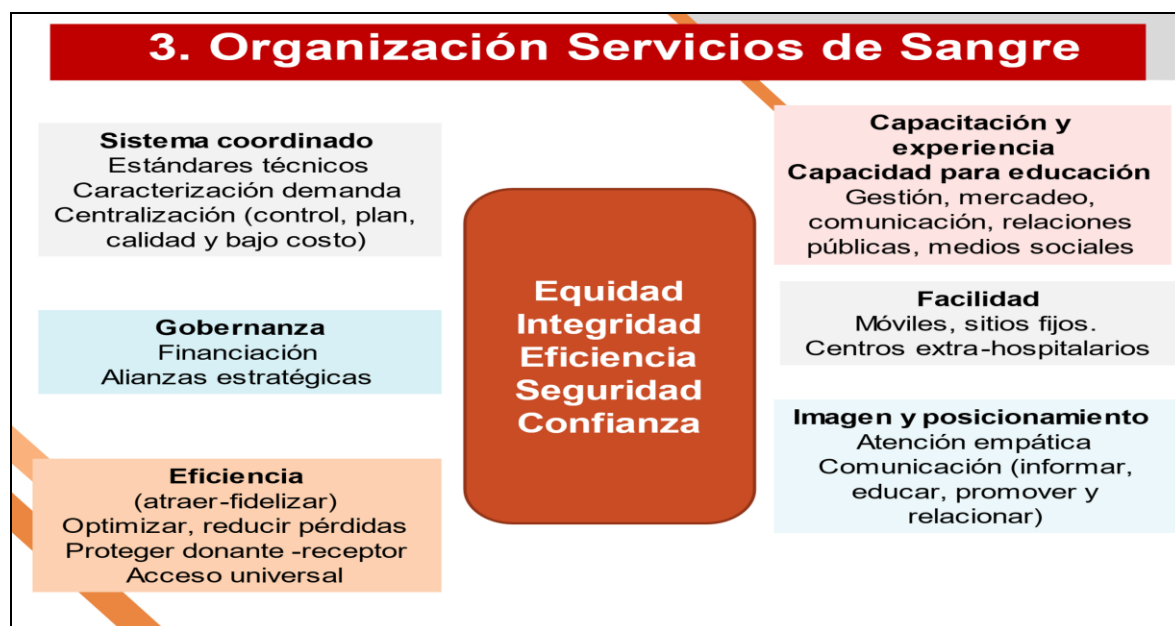 3. Organización Servicios de Sangre
Sistema coordinado
Estándares técnicos
Caracterización demanda
Centralización (control, plan,
calidad y bajo costo)
Gobernanza
Financiación
Alianzas estratégicas
Eficiencia
(atraer-fidelizar)
Optimizar, reducir pérdidas
Proteger donante -receptor
Acceso universal
Equidad
Integridad
Eficiencia
Seguridad
Confianza
Capacitación y
experiencia
Capacidad para educación
Gestión, mercadeo,
comunicación, relaciones
públicas, medios sociales
Facilidad
Móviles, sitios fijos.
Centros extra-hospitalarios
Imagen y posicionamiento
Atención empática
Comunicación (informar,
educar, promover y
relacionar)